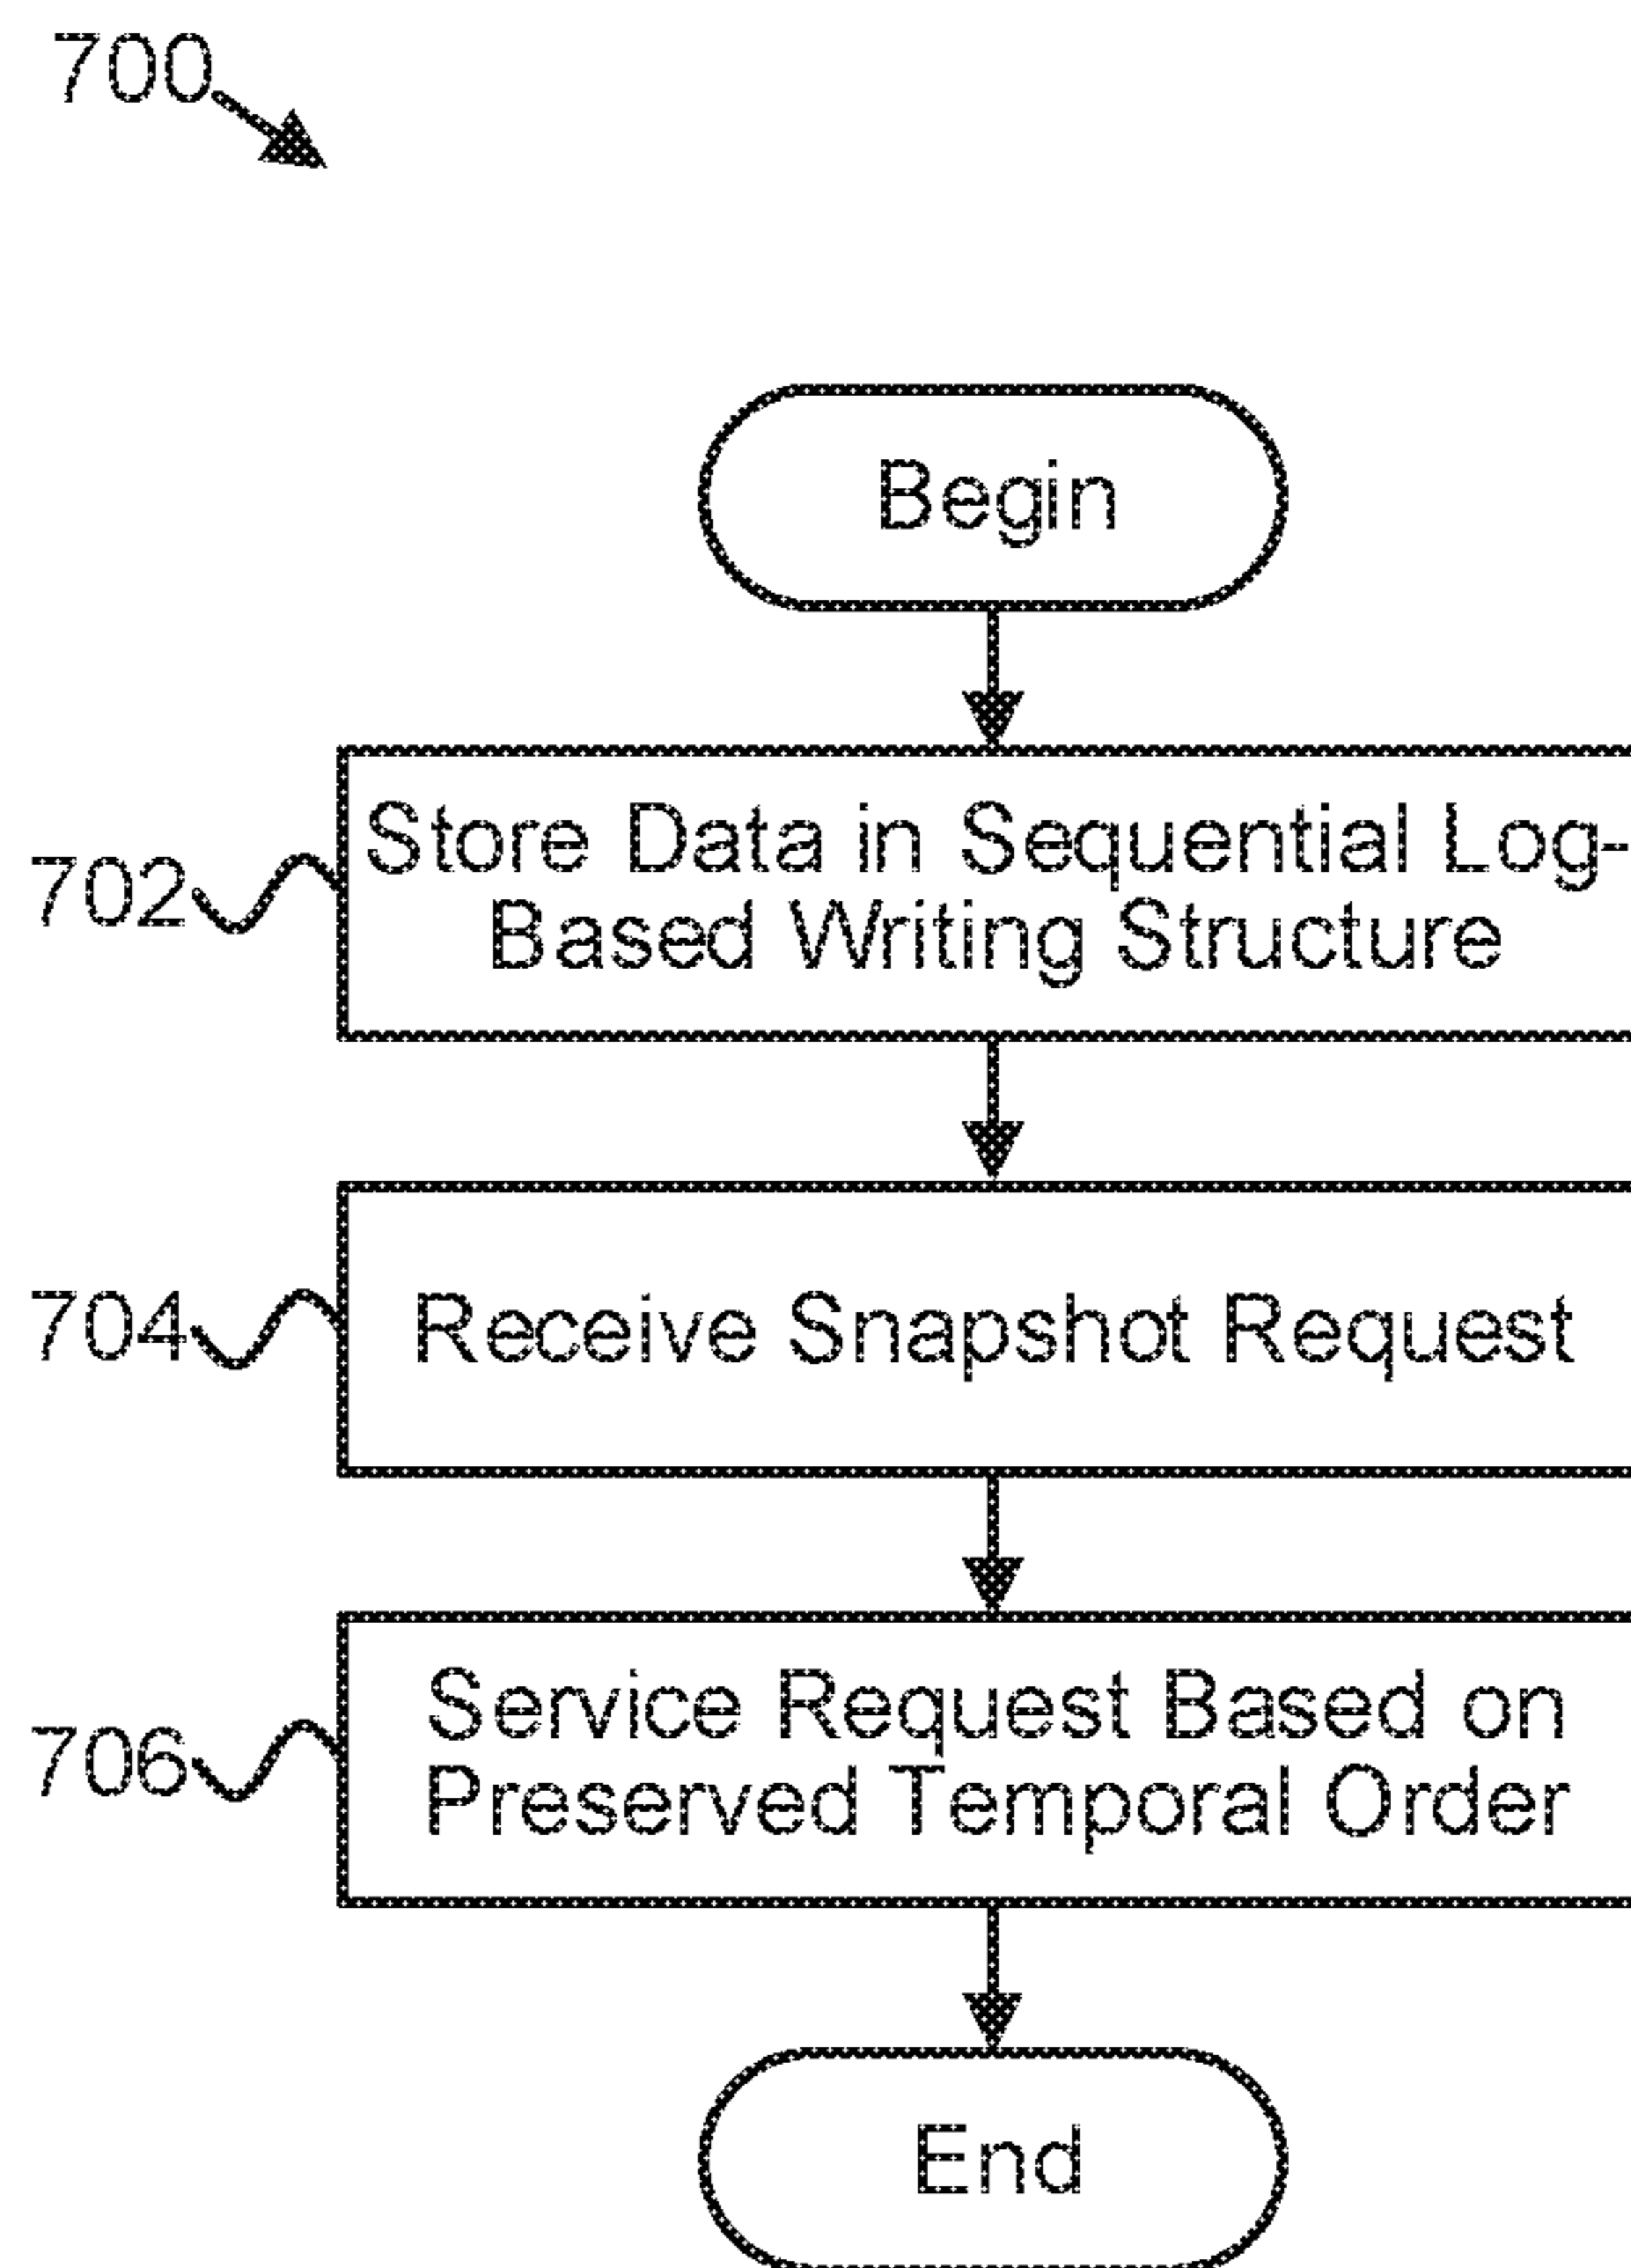 700
Begin
702
Store Data in Sequential Log-
Based Writing Structure
704
Receive Snapshot Request
706
Service Request Based on
Preserved Temporal Order
End